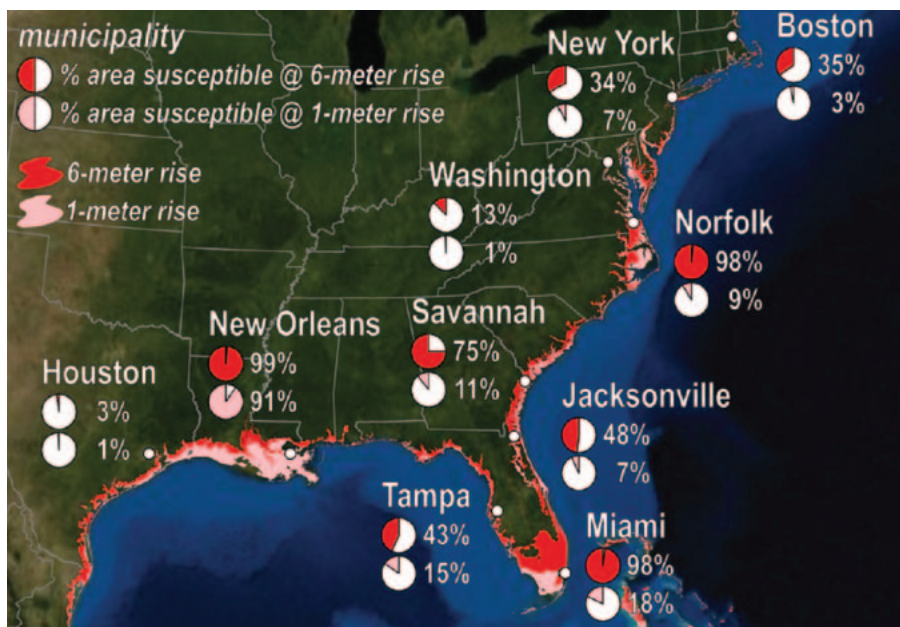 municipality
% area susceptible @ 6-meter rise
% area susceptible @ 1-meter rise
6-meter rise
1-meter rise
Boston
35%
3%
New York
34%
7%
Washington
13%
1%
Norfolk
98%
9%
Savannah
75%
11%
New Orleans
99%
91%
Houston
3%
1%
Jacksonville
48%
7%
Tampa
43%
15%
Miami
98%
18%